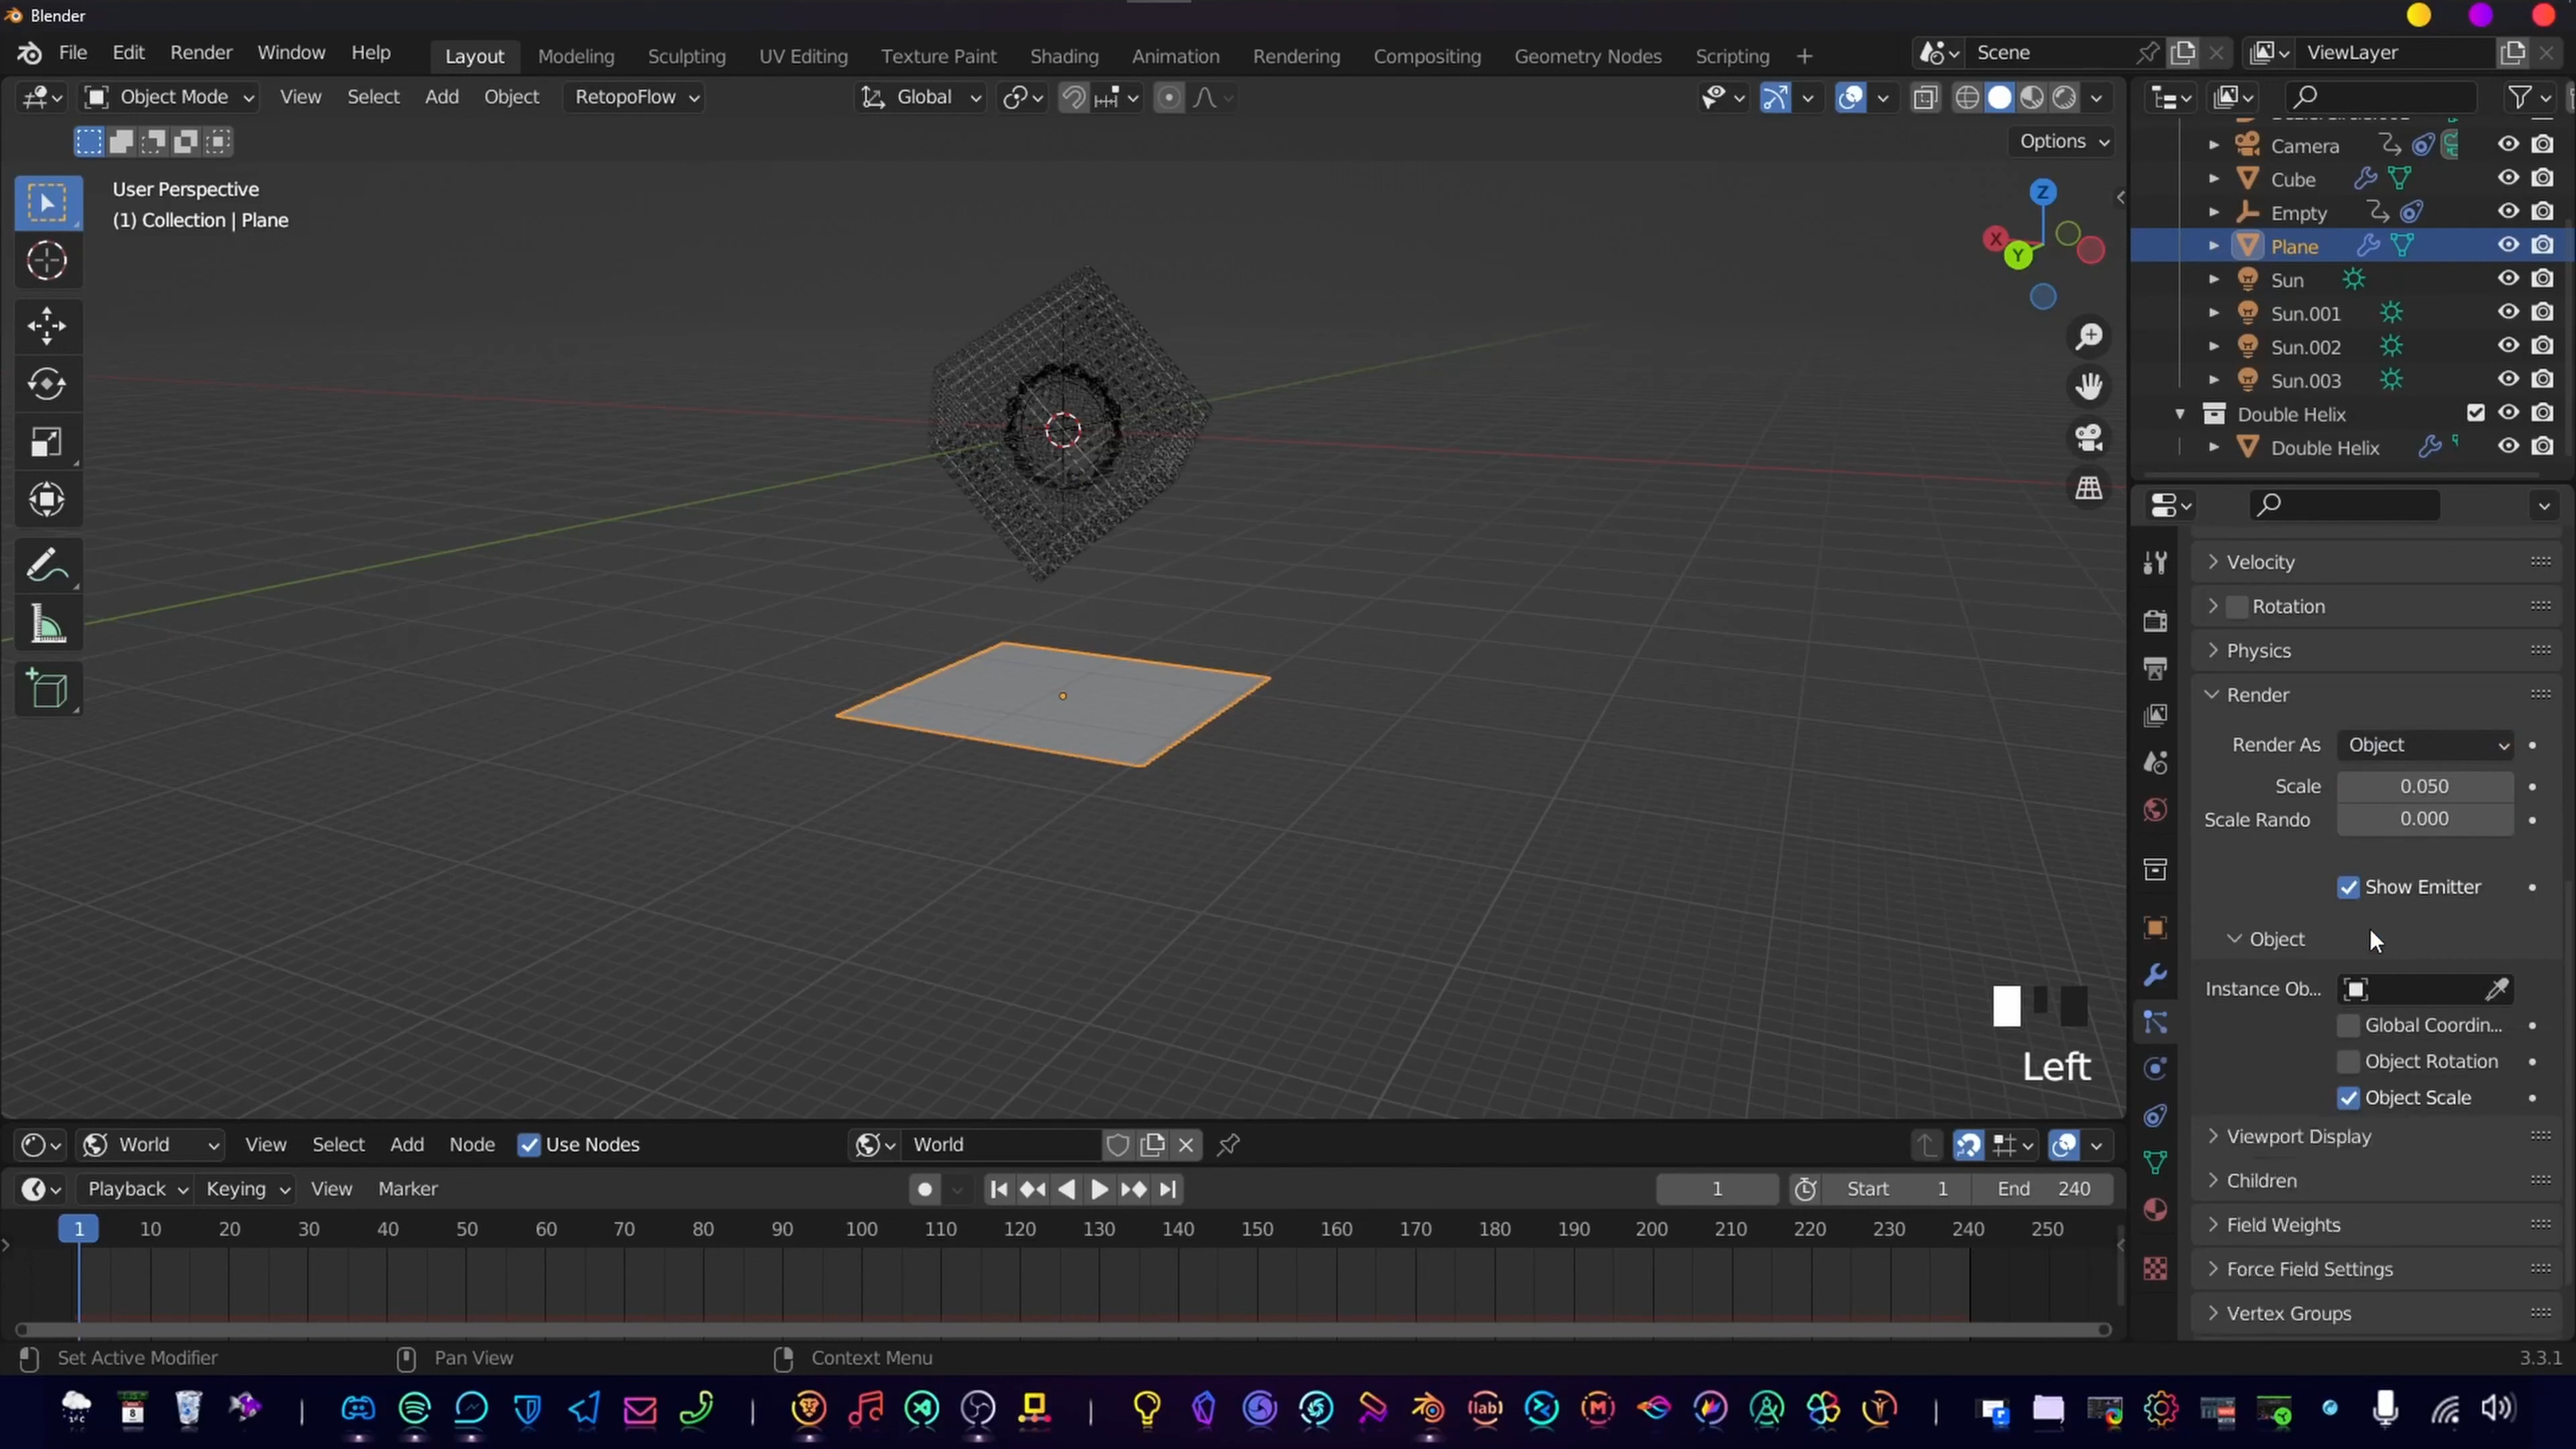 Blender
File Edit Render Window Help Layout Modeling Sculpting UV Editing Texture Paint Shading Animation Rendering Compositing Geometry Nodes Scripting + Scene ViewLayer
Object Mode View Select Add Object RetopoFlow Global
Options
User Perspective
(1) Collection | Plane
Z
X
Y
Camera
Cube
Empty
Plane
Sun
Sun.001
Sun.002
Sun.003
Double Helix
Double Helix
Velocity
Rotation
Physics
Render
Render As Object
Scale 0.050
Scale Rando 0.000
Show Emitter
Object
Instance Ob...
Global Coordin...
Object Rotation
Object Scale
Viewport Display
Children
Field Weights
Force Field Settings
Vertex Groups
Left
World View Select Add Node Use Nodes World
Playback Keying View Marker 1 Start 1 End 240
1 10 20 30 40 50 60 70 80 90 100 110 120 130 140 150 160 170 180 190 200 210 220 230 240 250
Set Active Modifier Pan View Context Menu 3.3.1
8 {lab} M